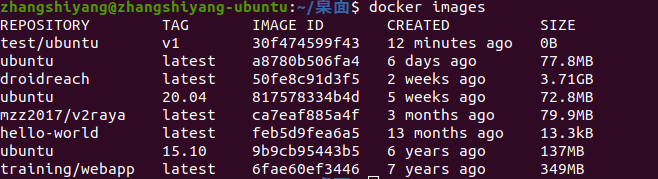 zhangshiyang@zhangshiyang-ubuntu:~/桌面$ docker images
REPOSITORY TAG IMAGE ID CREATED SIZE
test/ubuntu v1 30f474599f43 12 minutes ago 0B
ubuntu latest a8780b506fa4 6 days ago 77.8MB
droidreach latest 50fe8c91d3f5 2 weeks ago 3.71GB
ubuntu 20.04 817578334b4d 5 weeks ago 72.8MB
mzz2017/v2raya latest ca7eaf885a4f 3 months ago 79.9MB
hello-world latest feb5d9fea6a5 13 months ago 13.3kB
ubuntu 15.10 9b9cb95443b5 6 years ago 137MB
training/webapp latest 6fae60ef3446 7 years ago 349MB